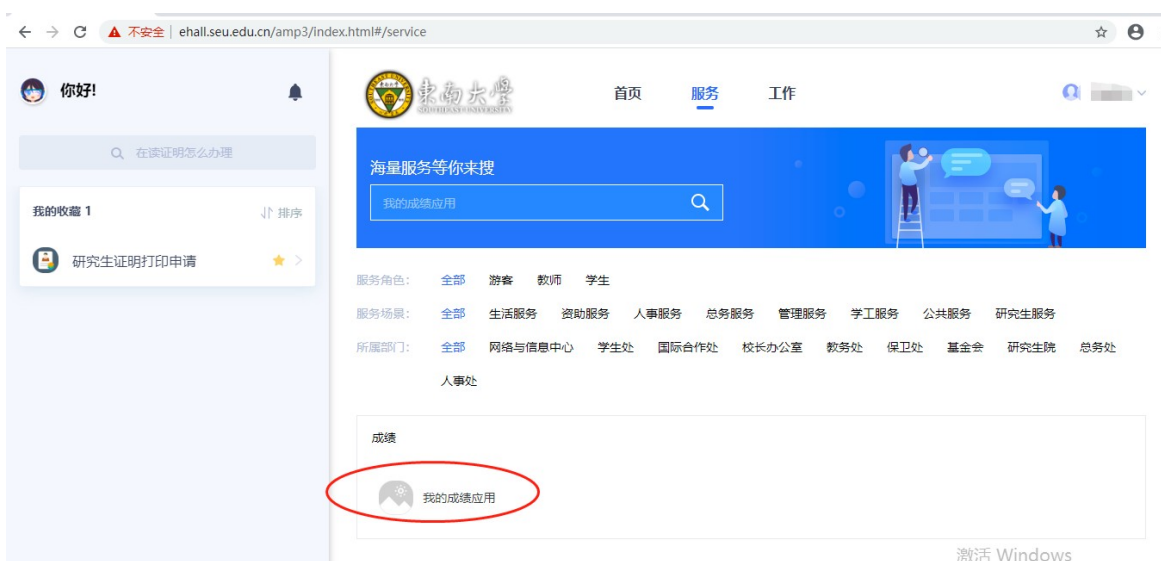 不安全 | ehall.seu.edu.cn/amp3/index.html#/service
你好!
在读证明怎么办理
我的收藏 1 排序
研究生证明打印申请
東南大學
SOUTHEAST UNIVERSITY
首页 服务 工作
海量服务等你来搜
我的成绩应用
服务角色: 全部 游客 教师 学生
服务场景: 全部 生活服务 资助服务 人事服务 总务服务 管理服务 学工服务 公共服务 研究生服务
所属部门: 全部 网络与信息中心 学生处 国际合作处 校长办公室 教务处 保卫处 基金会 研究生院 总务处
人事处
成绩
我的成绩应用
激活 Windows